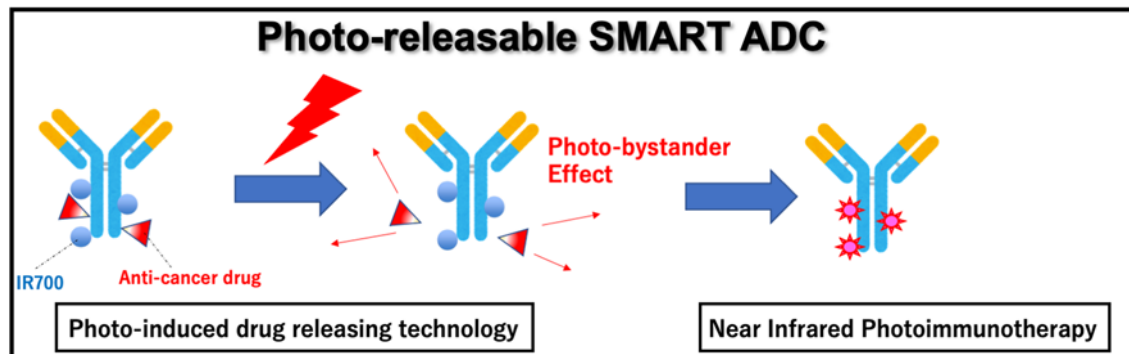 Photo-releasable SMART ADC
Photo-bystander
Effect
IR700
Anti-cancer drug
Photo-induced drug releasing technology
Near Infrared Photoimmunotherapy